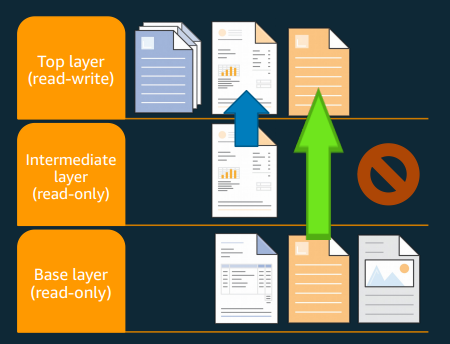 Top layer
(read-write)
Intermediate
layer
(read-only)
Base layer
(read-only)